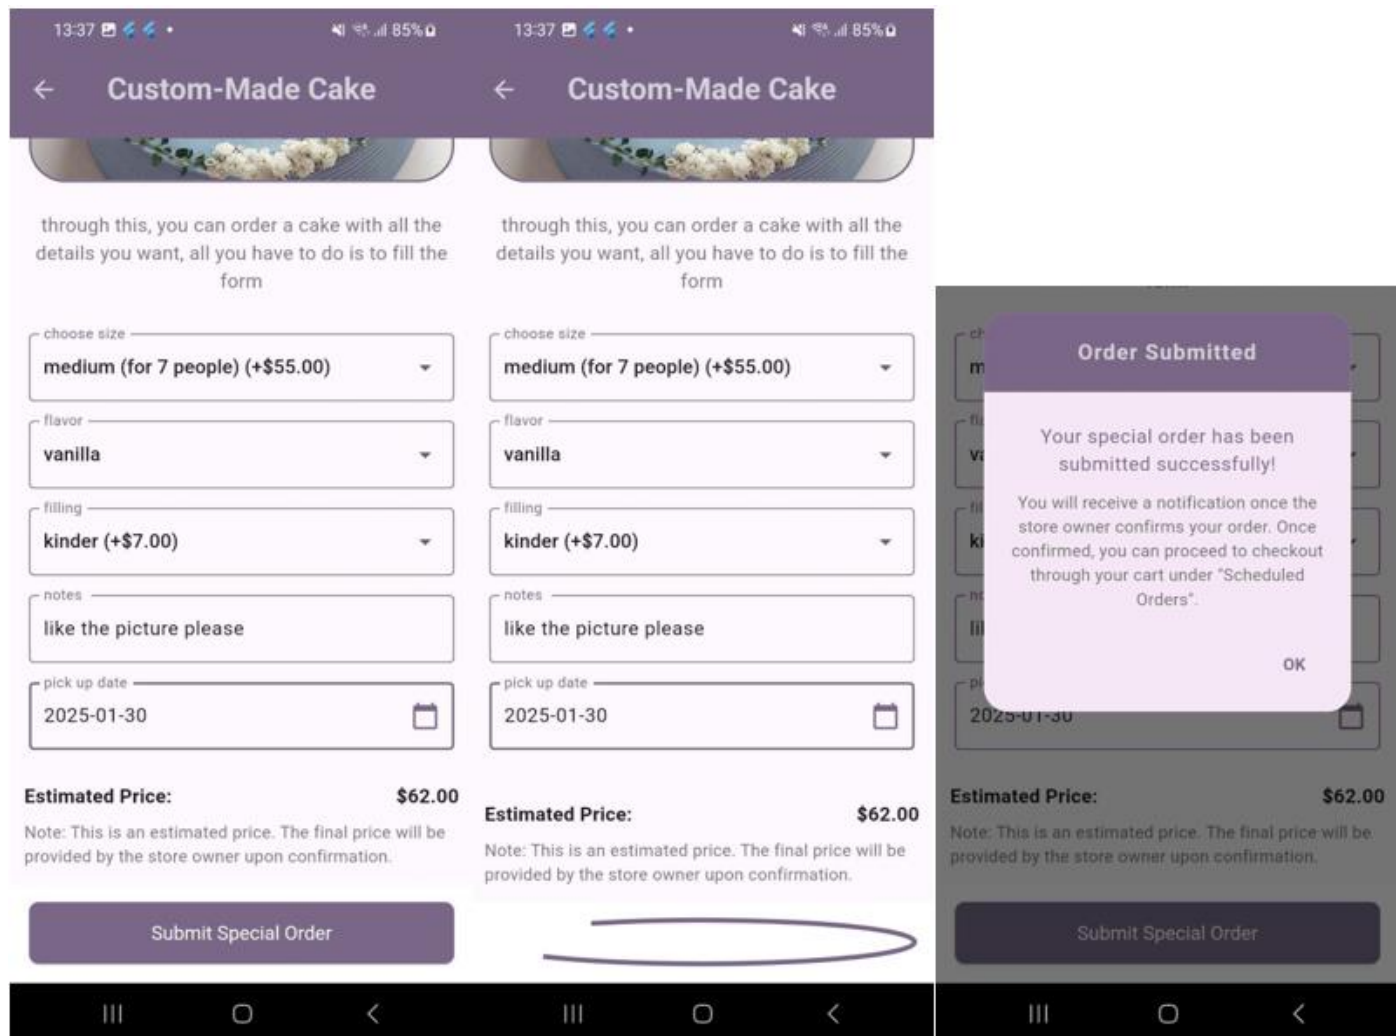 13:37
85%
Custom-Made Cake
through this, you can order a cake with all the
details you want, all you have to do is to fill the
form
choose size
medium (for 7 people) (+$55.00)
flavor
vanilla
filling
kinder (+$7.00)
notes
like the picture please
pick up date
2025-01-30
Estimated Price: $62.00
Note: This is an estimated price. The final price will be
provided by the store owner upon confirmation.
Submit Special Order
13:37
85%
Custom-Made Cake
through this, you can order a cake with all the
details you want, all you have to do is to fill the
form
choose size
medium (for 7 people) (+$55.00)
flavor
vanilla
filling
kinder (+$7.00)
notes
like the picture please
pick up date
2025-01-30
Estimated Price: $62.00
Note: This is an estimated price. The final price will be
provided by the store owner upon confirmation.
Order Submitted
Your special order has been
submitted successfully!
You will receive a notification once the
store owner confirms your order. Once
confirmed, you can proceed to checkout
through your cart under "Scheduled
Orders".
OK
2025-01-30
Estimated Price: $62.00
Note: This is an estimated price. The final price will be
provided by the store owner upon confirmation.
Submit Special Order